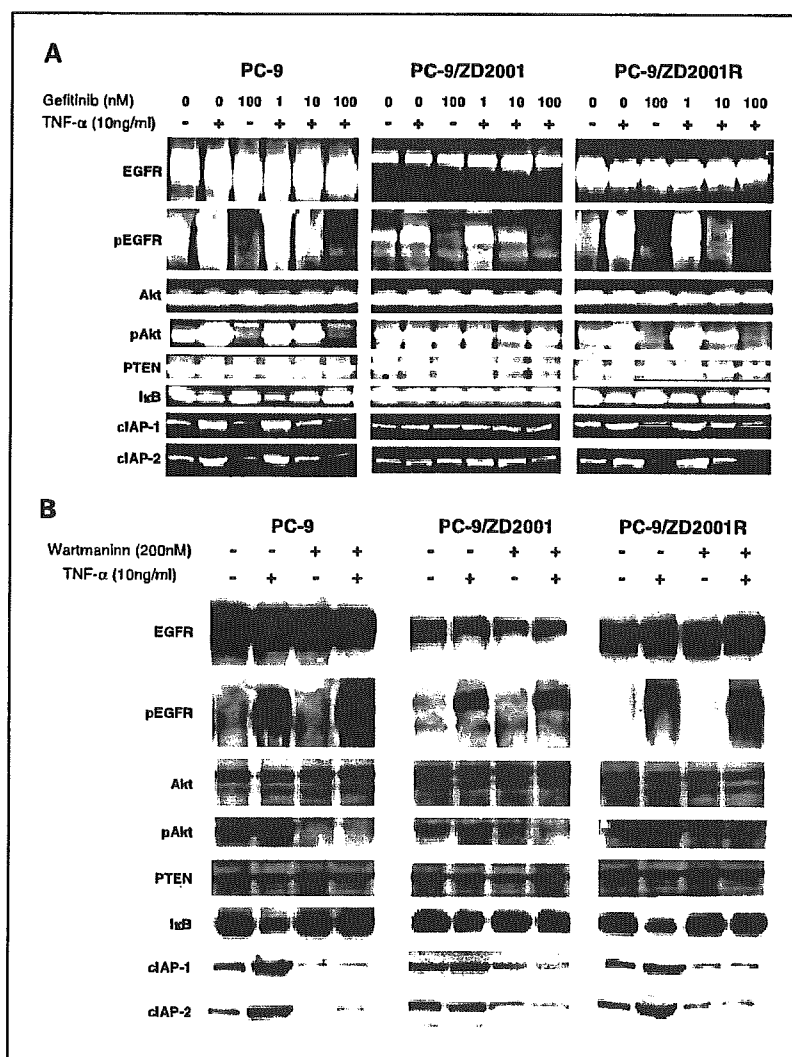 A
PC-9 PC-9/ZD2001 PC-9/ZD2001R
Gefitinib (nM) 0 0 100 1 10 100 0 0 100 1 10 100 0 0 100 1 10 100
TNF-α (10ng/ml) - + - + + + - + - + + + - + - + + +
EGFR
pEGFR
Akt
pAkt
PTEN
IκB
cIAP-1
cIAP-2
B
PC-9 PC-9/ZD2001 PC-9/ZD2001R
Wartmaninn (200nM) - - + + - - + + - - + +
TNF-α (10ng/ml) - + - + - + - + - + - +
EGFR
pEGFR
Akt
pAkt
PTEN
IκB
cIAP-1
cIAP-2